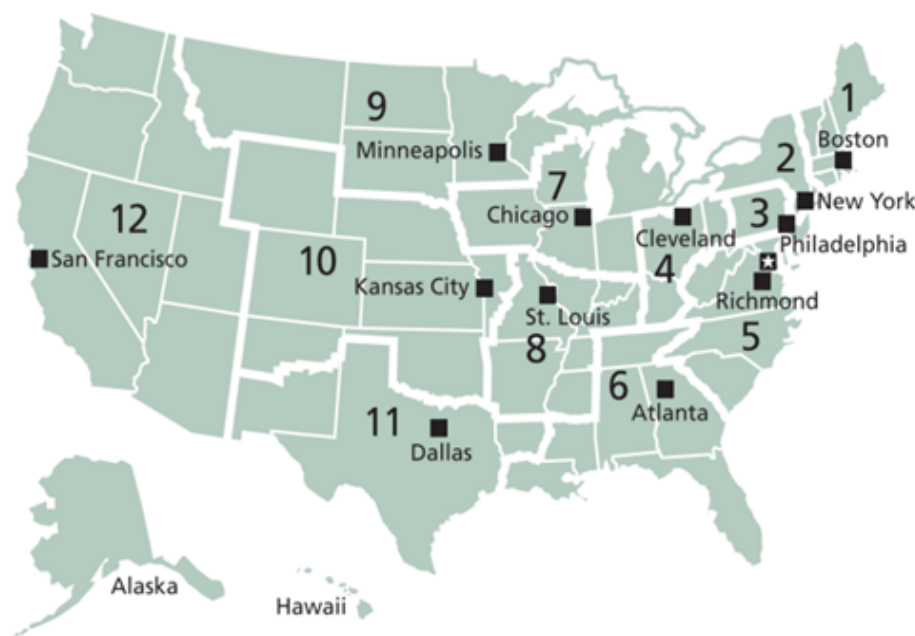 1
9
Boston
Minneapolis
2
7
New York
3
12
Chicago
Cleveland
Philadelphia
San Francisco
10
4
Kansas City
Richmond
St. Louis
5
8
6
Atlanta
11
Dallas
Alaska
Hawaii